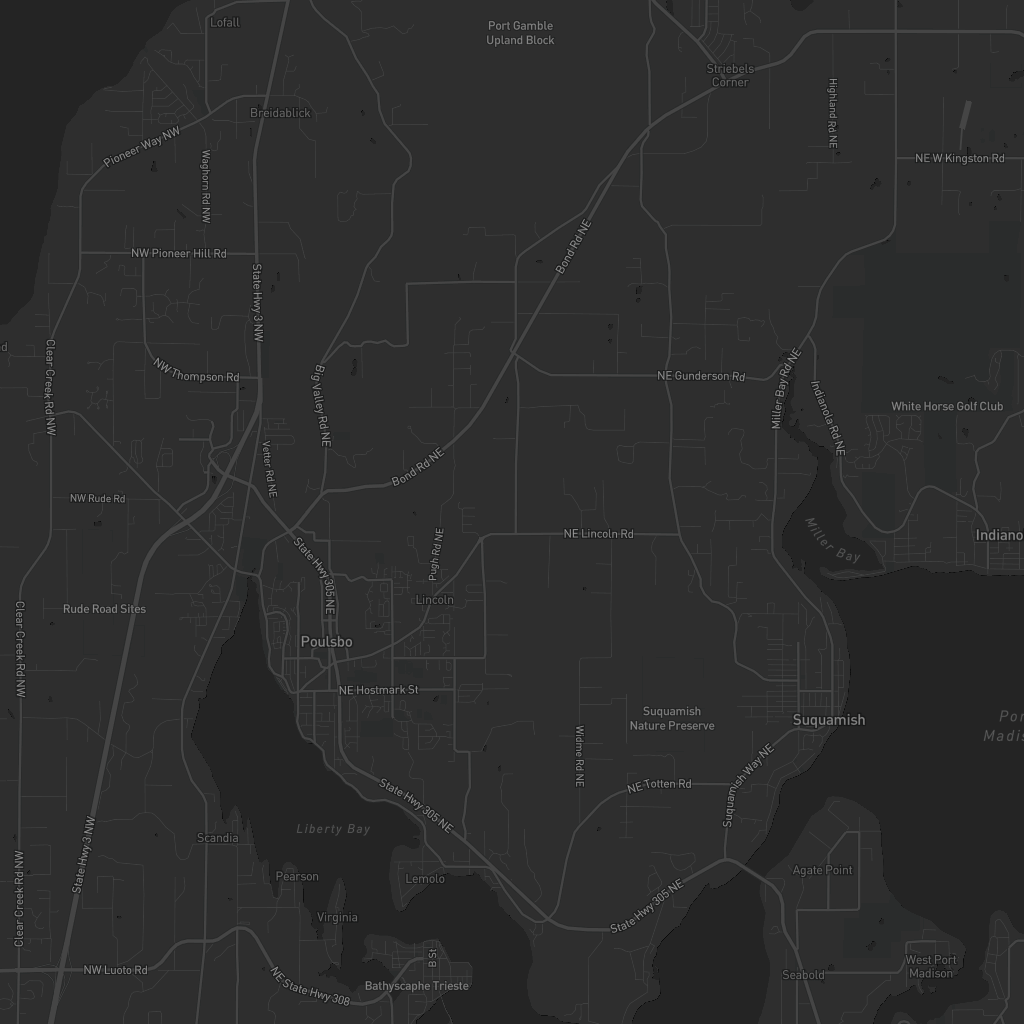 Lofall
Port Gamble
Upland Block
Striebels
Corner
Breidablick
Highland Rd NE
Pioneer Way NW
Waghorn Rd NW
NE W Kingston Rd
NW Pioneer Hill Rd
Bond Rd NE
State Hwy 3 NW
d
Clear Creek Rd NW
NW Thompson Rd
Big Valley Rd NE
NE Gunderson Rd
Miller Bay Rd NE
Indianola Rd NE
White Horse Golf Club
Vetter Rd NE
Bond Rd NE
NW Rude Rd
Pugh Rd NE
NE Lincoln Rd
Miller Bay
Indiano
State Hwy 305 NE
Lincoln
Rude Road Sites
Clear Creek Rd NW
Poulsbo
NE Hostmark St
Suquamish
Nature Preserve
Suquamish
Por
Madis
Widme Rd NE
State Hwy 305 NE
NE Totten Rd
Suquamish Way NE
Liberty Bay
Scandia
State Hwy 3 NW
Clear Creek Rd NW
Pearson
Lemolo
Agate Point
State Hwy 305 NE
Virginia
B St
NW Luoto Rd
NE State Hwy 308
Bathyscaphe Trieste
Seabold
West Port
Madison